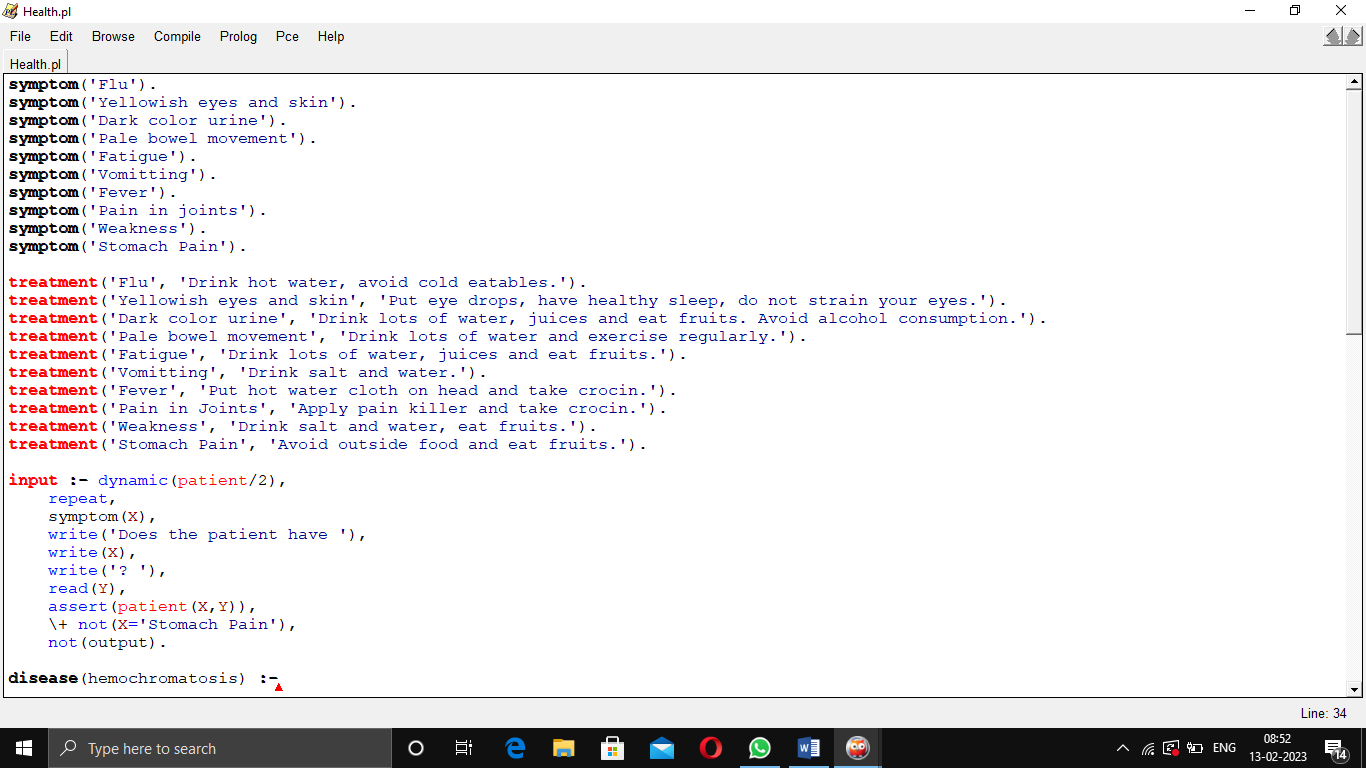 Health.pl
File Edit Browse Compile Prolog Pce Help
Health.pl
symptom('Flu').
symptom('Yellowish eyes and skin').
symptom('Dark color urine').
symptom('Pale bowel movement').
symptom('Fatigue').
symptom('Vomitting').
symptom('Fever').
symptom('Pain in joints').
symptom('Weakness').
symptom('Stomach Pain').
treatment('Flu', 'Drink hot water, avoid cold eatables.').
treatment('Yellowish eyes and skin', 'Put eye drops, have healthy sleep, do not strain your eyes.').
treatment('Dark color urine', 'Drink lots of water, juices and eat fruits. Avoid alcohol consumption.').
treatment('Pale bowel movement', 'Drink lots of water and exercise regularly.').
treatment('Fatigue', 'Drink lots of water, juices and eat fruits.').
treatment('Vomitting', 'Drink salt and water.').
treatment('Fever', 'Put hot water cloth on head and take crocin.').
treatment('Pain in Joints', 'Apply pain killer and take crocin.').
treatment('Weakness', 'Drink salt and water, eat fruits.').
treatment('Stomach Pain', 'Avoid outside food and eat fruits.').
input :- dynamic(patient/2),
    repeat,
    symptom(X),
    write('Does the patient have '),
    write(X),
    write('? '),
    read(Y),
    assert(patient(X,Y)),
    \+ not(X='Stomach Pain'),
    not(output).
disease(hemochromatosis) :-
Line: 34
Type here to search
ENG
08:52
13-02-2023
14